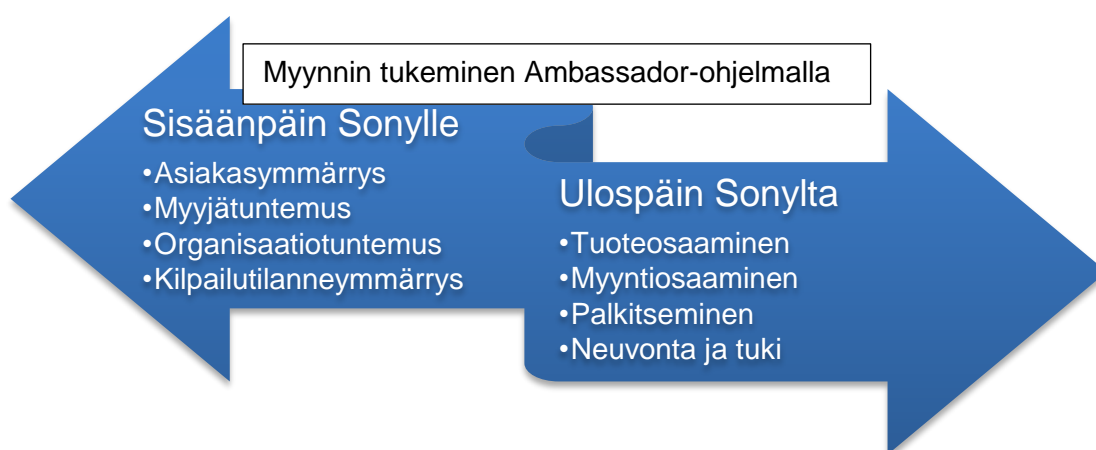 Myynnin tukeminen Ambassador-ohjelmalla
Sisäänpäin Sonylle
•Asiakasymmärrys
•Myyjätuntemus
•Organisaatiotuntemus
•Kilpailutilanneymmärrys
Ulospäin Sonylta
•Tuoteosaaminen
•Myyntiosaaminen
•Palkitseminen
•Neuvonta ja tuki